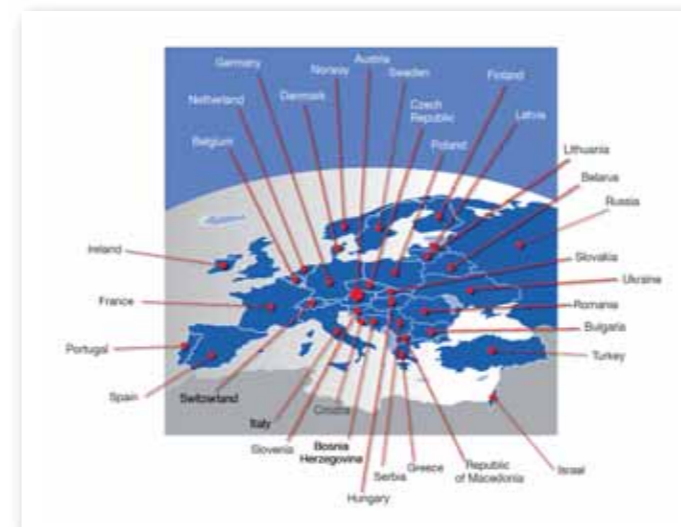 Germany
Norway
Austria
Sweden
Finland
Netherland
Denmark
Czech
Republic
Latvia
Belgium
Poland
Lithuania
Belarus
Russia
Ireland
Slovakia
Ukraine
France
Romania
Bulgaria
Portugal
Turkey
Spain
Switzerland
Croatia
Italy
Slovenia
Bosnia
Herzegovina
Greece
Republic
of Macedonia
Israel
Serbia
Hungary